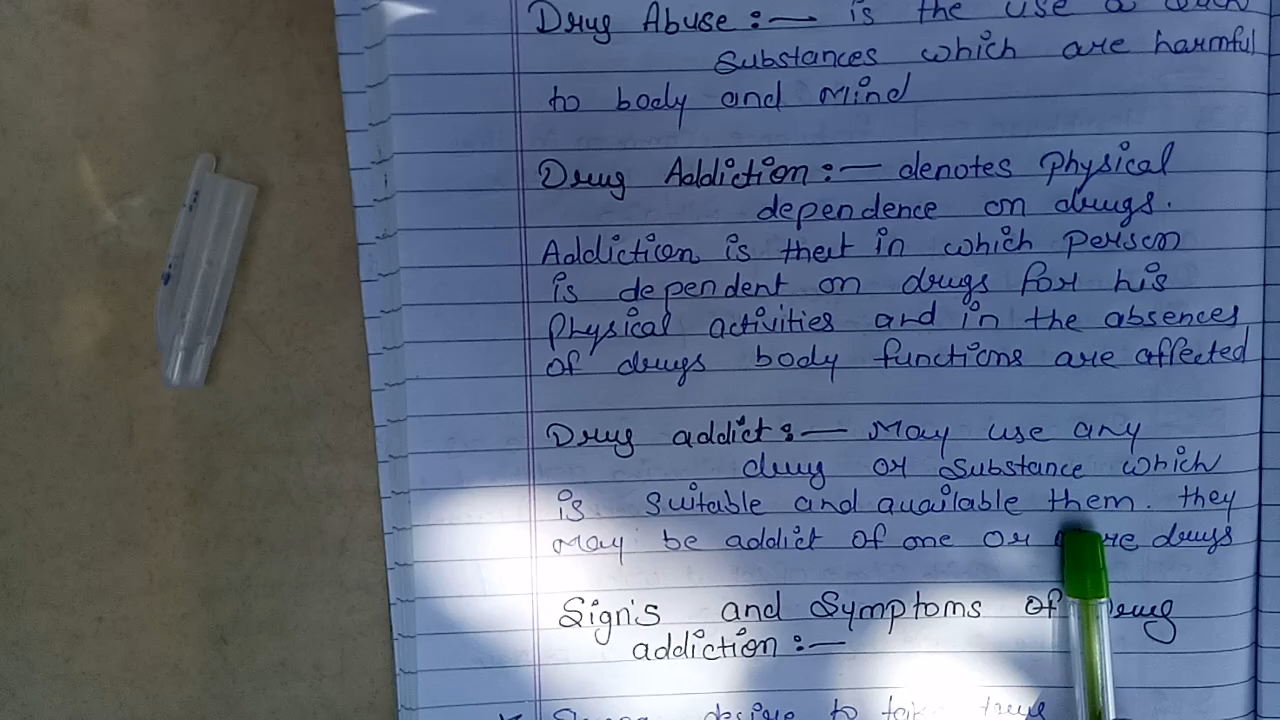 Drug Abuse :— is the use
substances which are harmful
to body and Mind
Drug Addiction :— denotes Physical
dependence on drugs.
Addiction is that in which Person
is dependent on drugs for his
Physical activities and in the absences
of drugs body functions are affected
Drug addict :— May use any
drug or substance which
is suitable and available them. they
may be addict of one or drugs
Sign's and Symptoms of
addiction :—
desire to